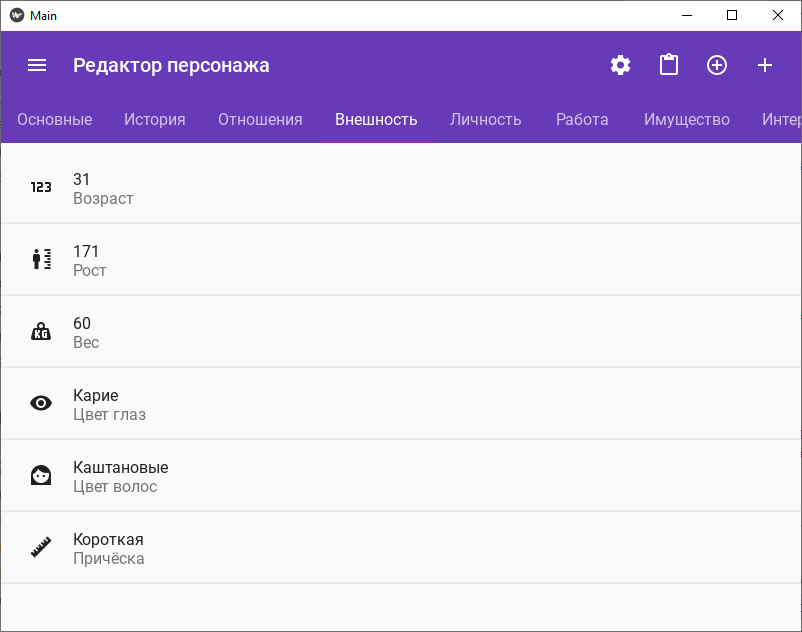 Main
Редактор персонажа
Основные История Отношения Внешность Личность Работа Имущество Интер
123 31
Возраст
171
Рост
KG 60
Вес
Карие
Цвет глаз
Каштановые
Цвет волос
Короткая
Причёска